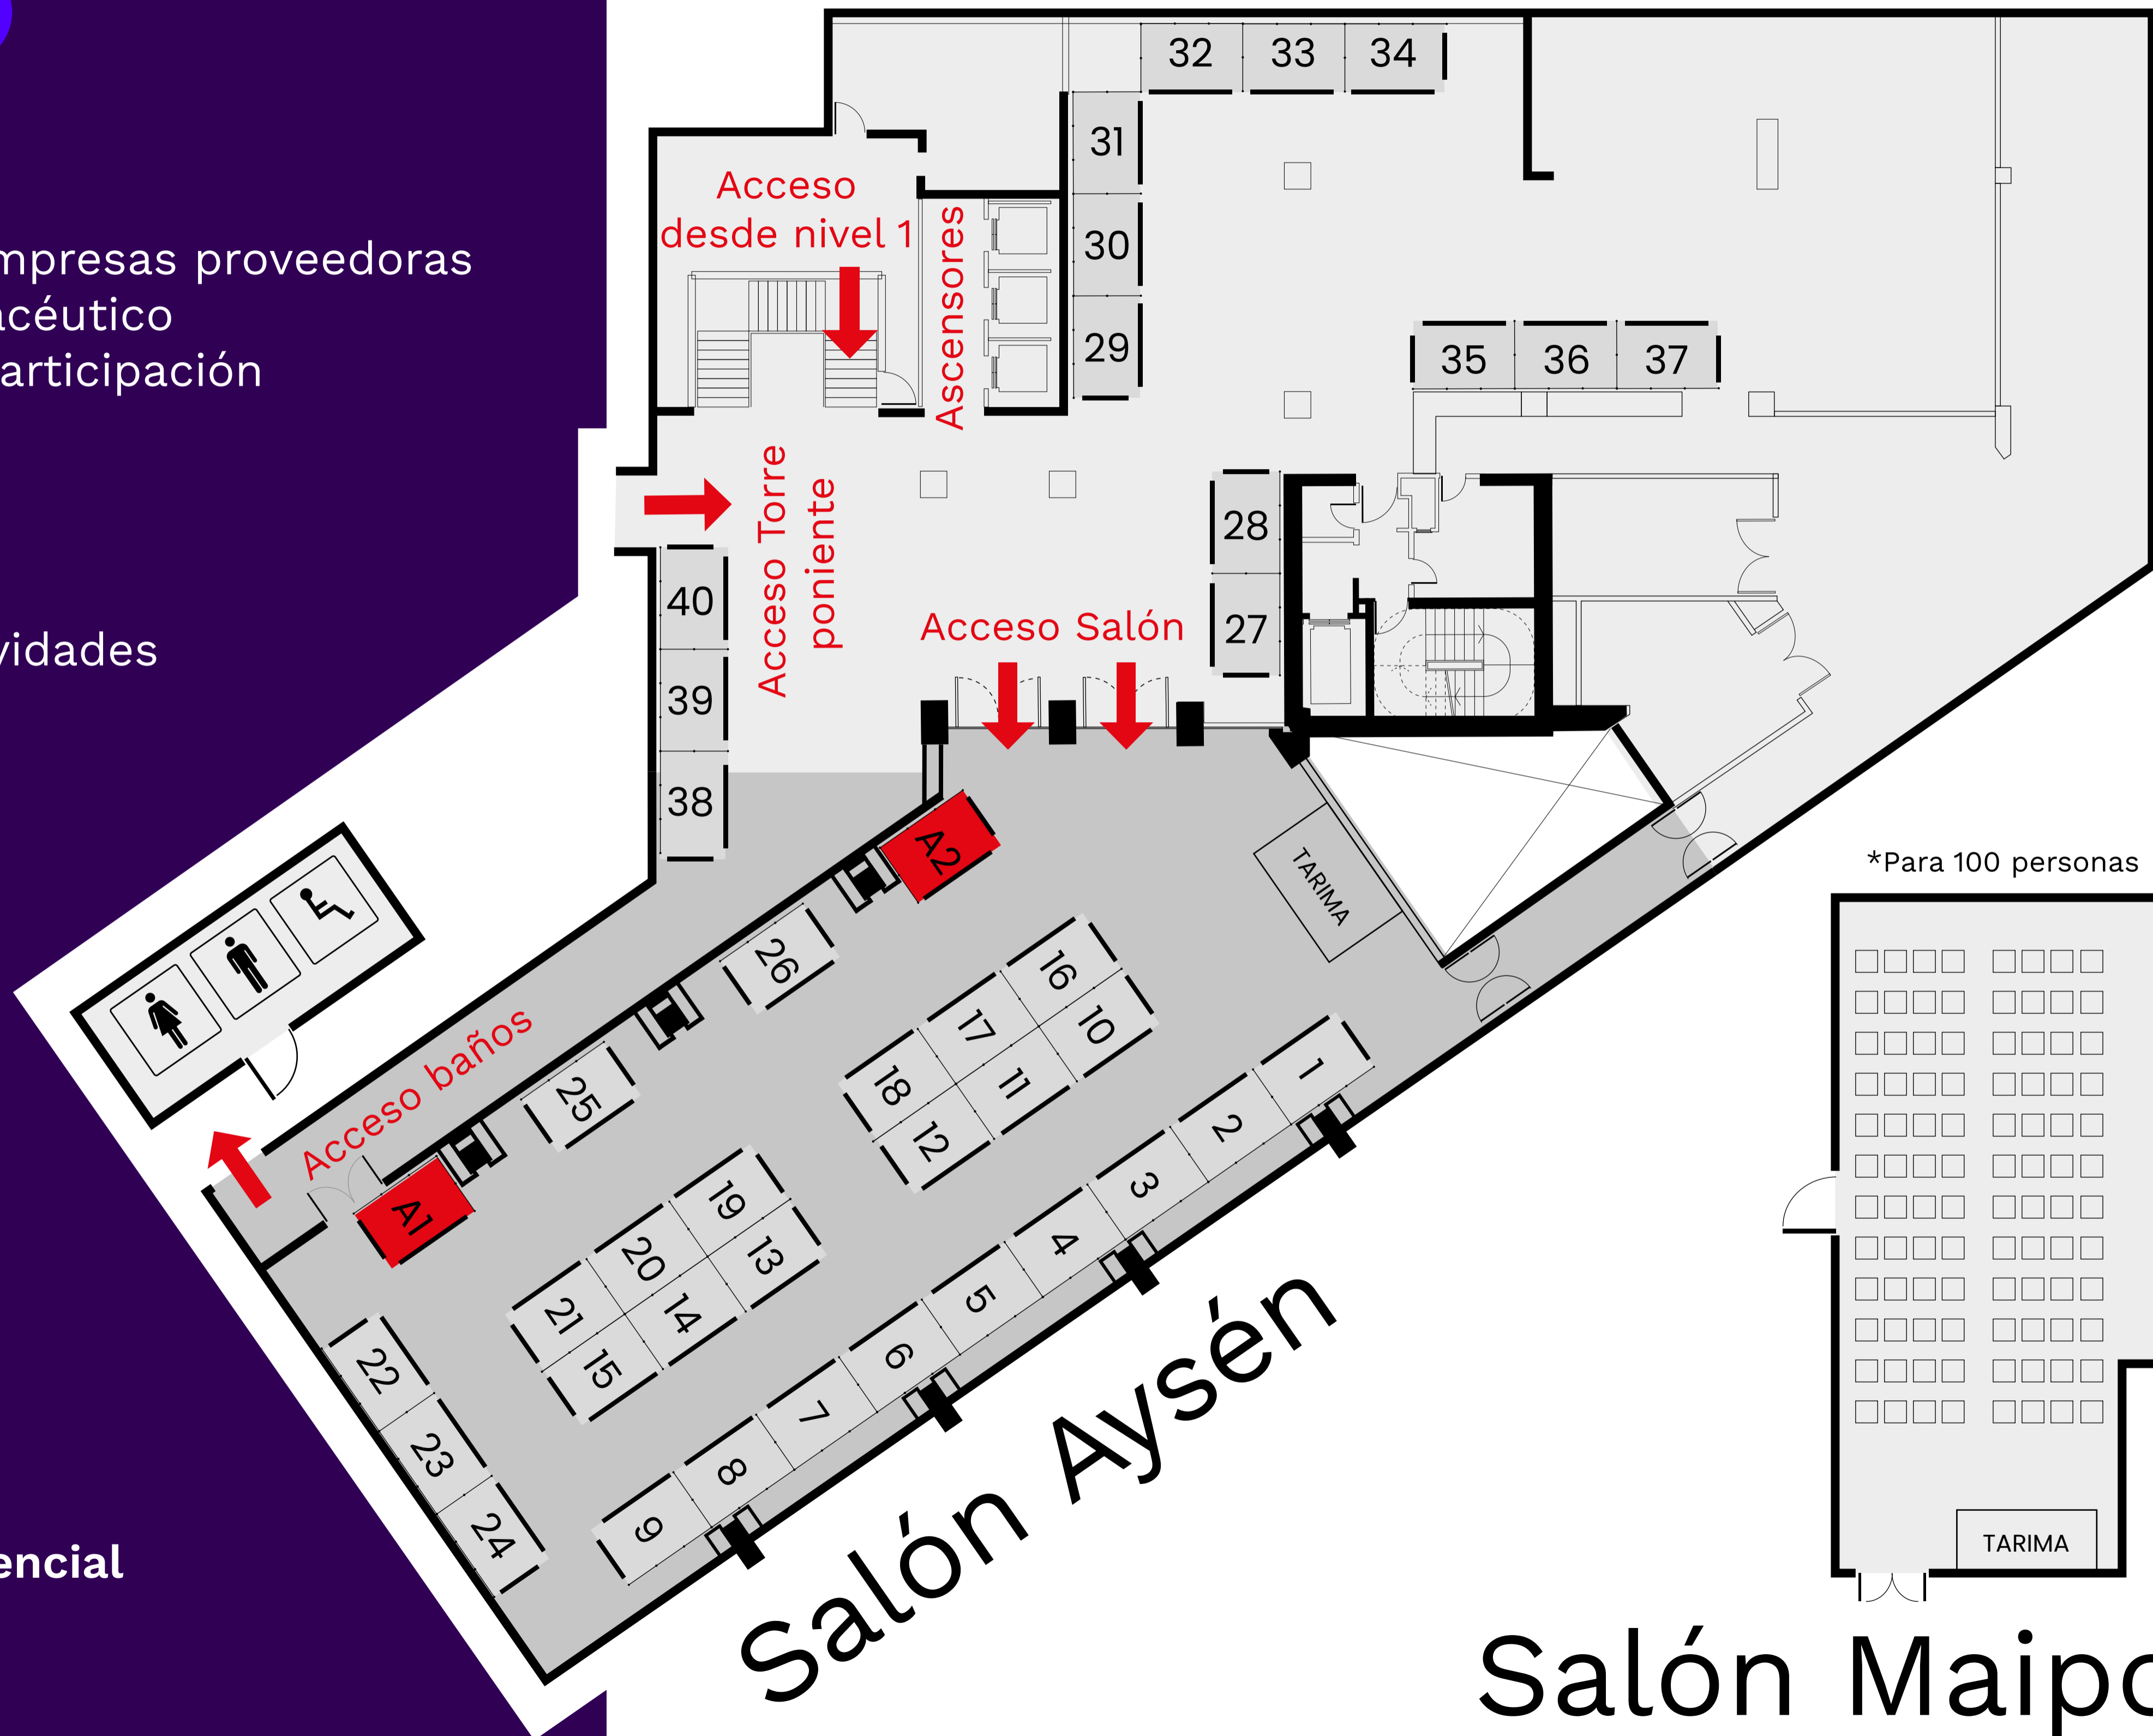 mpresas proveedoras
acéutico
articipación
vidades
encial
32 33 34
31
30
29
Acceso
desde nivel 1
Ascensores
35 36 37
Acceso Torre
poniente
28
27
40
39
38
Acceso Salón
A2
TARIMA
26
25
Acceso baños
A1
16
17
18
10
11
12
1
2
3
4
5
6
7
8
9
19
20
21
13
14
15
22
23
24
Salón Aysén
*Para 100 personas
TARIMA
Salón Maipo